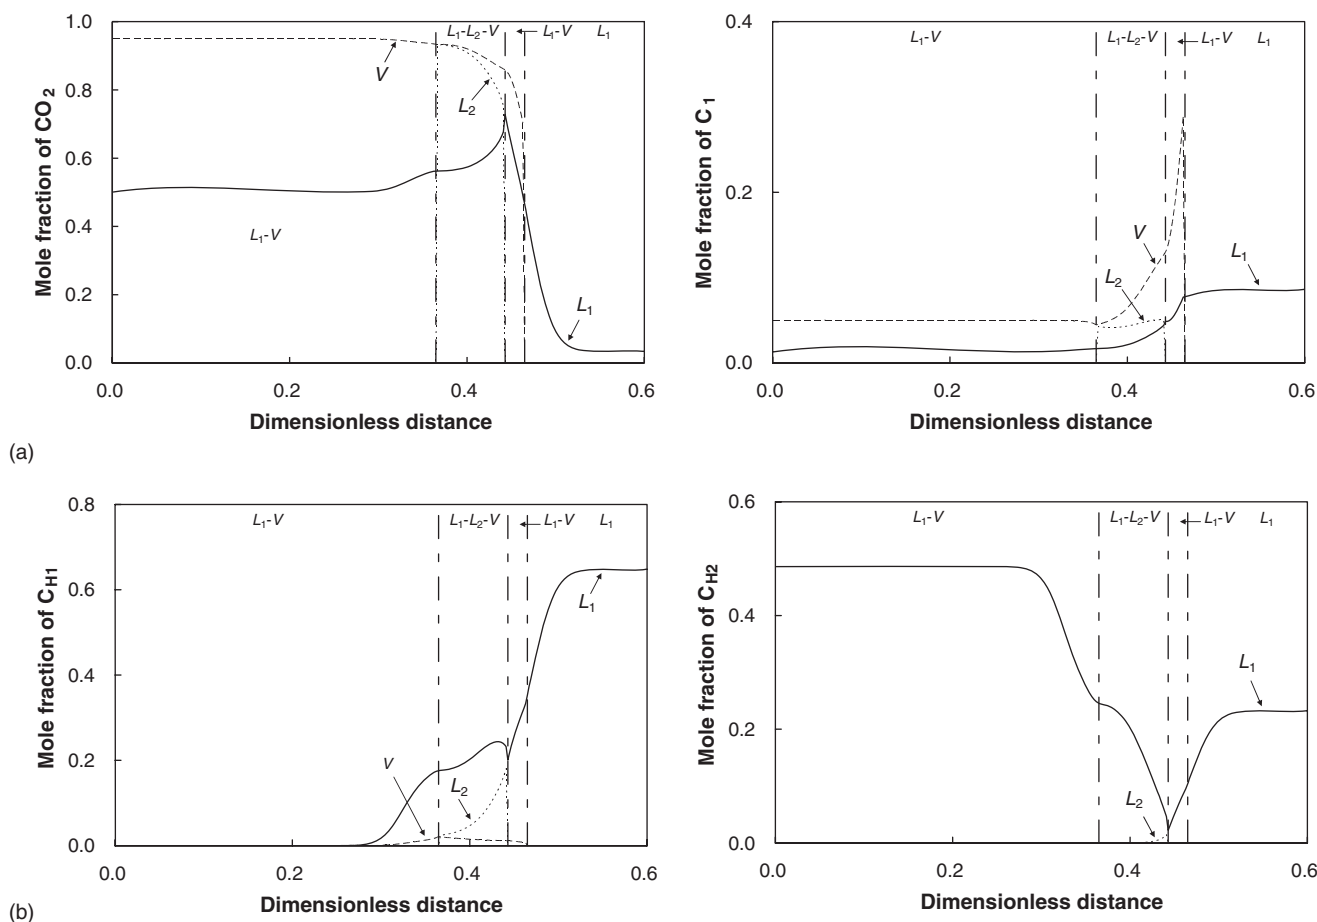 1.0
0.8
0.6
0.4
0.2
0.0
Mole fraction of CO2
L1-L2-V
L1-V
L1
V
L2
L1-V
L1
0.0
0.2
0.4
0.6
Dimensionless distance
0.4
0.2
0.0
Mole fraction of C1
L1-V
L1-L2-V
L1-V
L1
V
L2
L1
0.0
0.2
0.4
0.6
Dimensionless distance
(a)
0.8
0.6
0.4
0.2
0.0
Mole fraction of CH1
L1-V
L1-L2-V
L1-V
L1
L1
V
L2
0.0
0.2
0.4
0.6
Dimensionless distance
0.6
0.4
0.2
0.0
Mole fraction of CH2
L1-V
L1-L2-V
L1-V
L1
L1
L2
0.0
0.2
0.4
0.6
Dimensionless distance
(b)